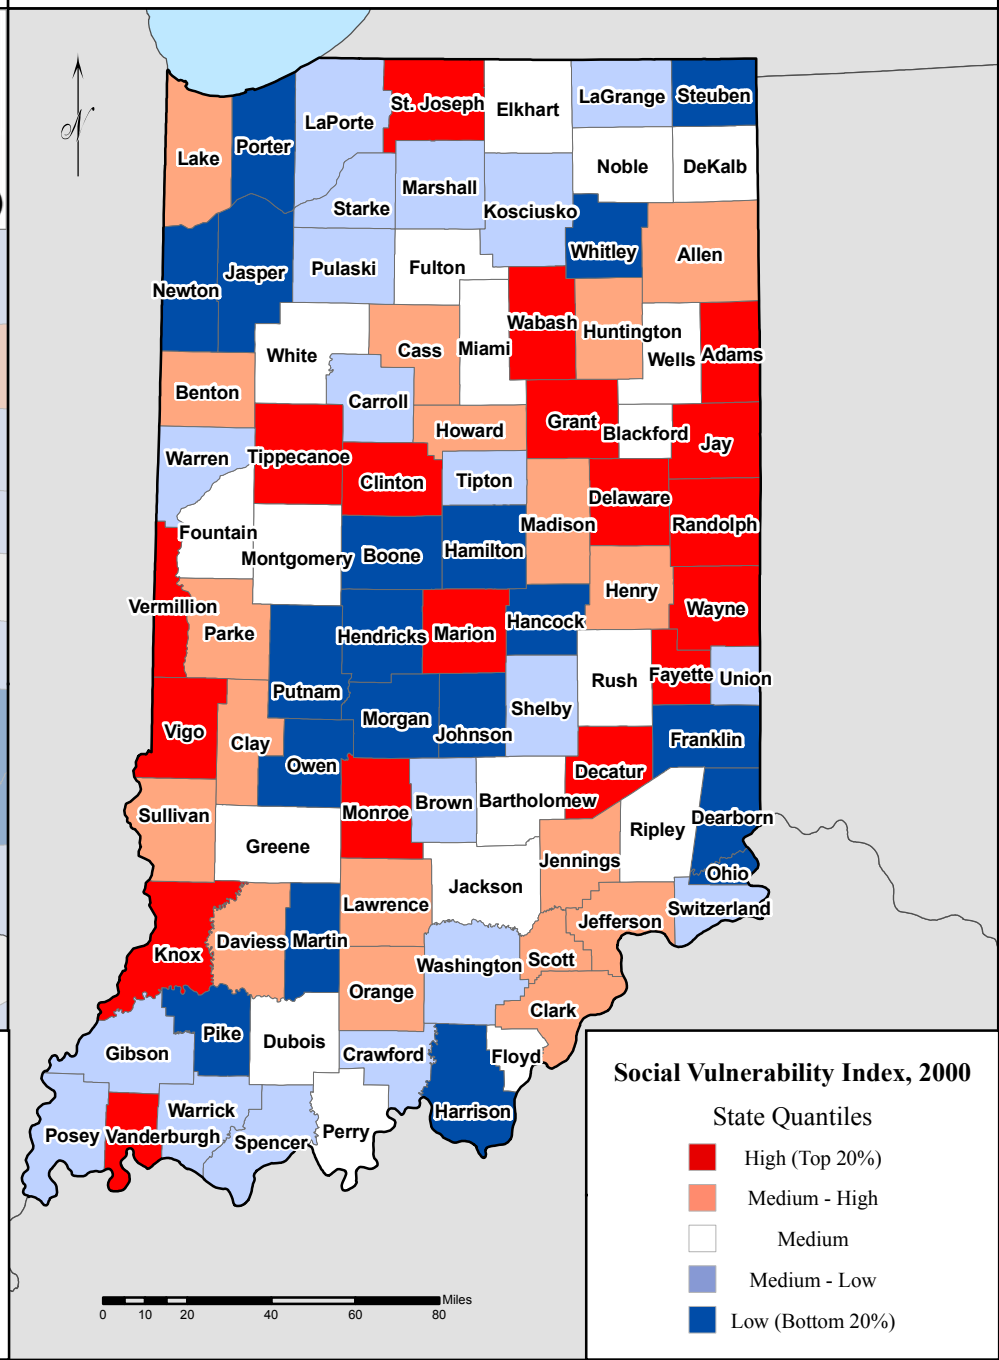 N
St. Joseph
Elkhart
LaGrange
Steuben
LaPorte
Porter
Lake
Noble
DeKalb
Marshall
Starke
Kosciusko
Whitley
Allen
Pulaski
Fulton
Jasper
Newton
Wabash
Huntington
White
Cass
Miami
Wells
Adams
Benton
Carroll
Grant
Howard
Blackford
Jay
Warren
Tippecanoe
Clinton
Tipton
Delaware
Madison
Randolph
Fountain
Montgomery
Boone
Hamilton
Henry
Vermillion
Parke
Hendricks
Marion
Hancock
Wayne
Putnam
Rush
Fayette
Union
Morgan
Johnson
Shelby
Vigo
Clay
Franklin
Owen
Decatur
Sullivan
Monroe
Brown
Bartholomew
Ripley
Dearborn
Greene
Jennings
Ohio
Jackson
Lawrence
Jefferson
Switzerland
Knox
Daviess
Martin
Washington
Scott
Orange
Clark
Pike
Dubois
Gibson
Crawford
Floyd
Warrick
Harrison
Posey
Vanderburgh
Spencer
Perry
Social Vulnerability Index, 2000
State Quantiles
High (Top 20%)
Medium - High
Medium
Medium - Low
Low (Bottom 20%)
Miles
0 10 20 40 60 80